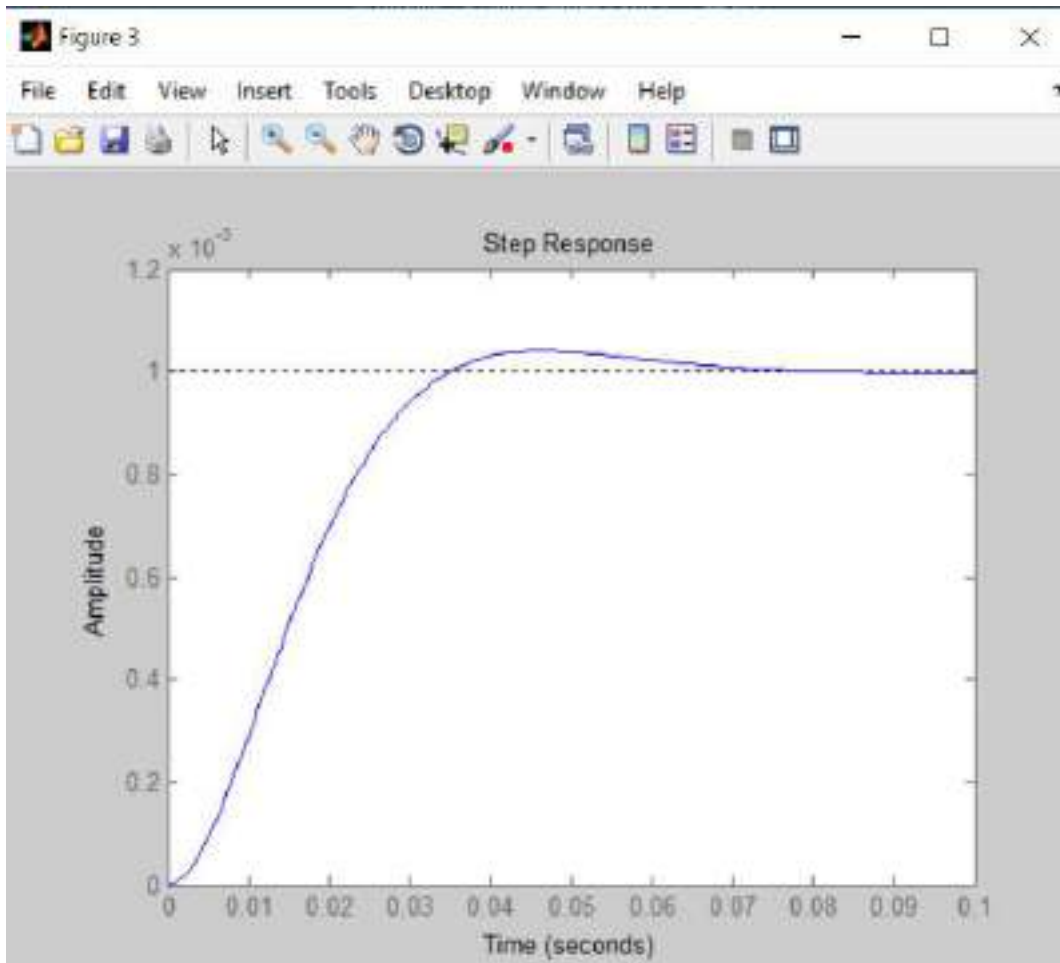 Figure 3
File Edit View Insert Tools Desktop Window Help
× 10
Step Response
1.2
1
0.8
0.6
0.4
0.2
0
Amplitude
0 0.01 0.02 0.03 0.04 0.05 0.06 0.07 0.08 0.09 0.1
Time (seconds)